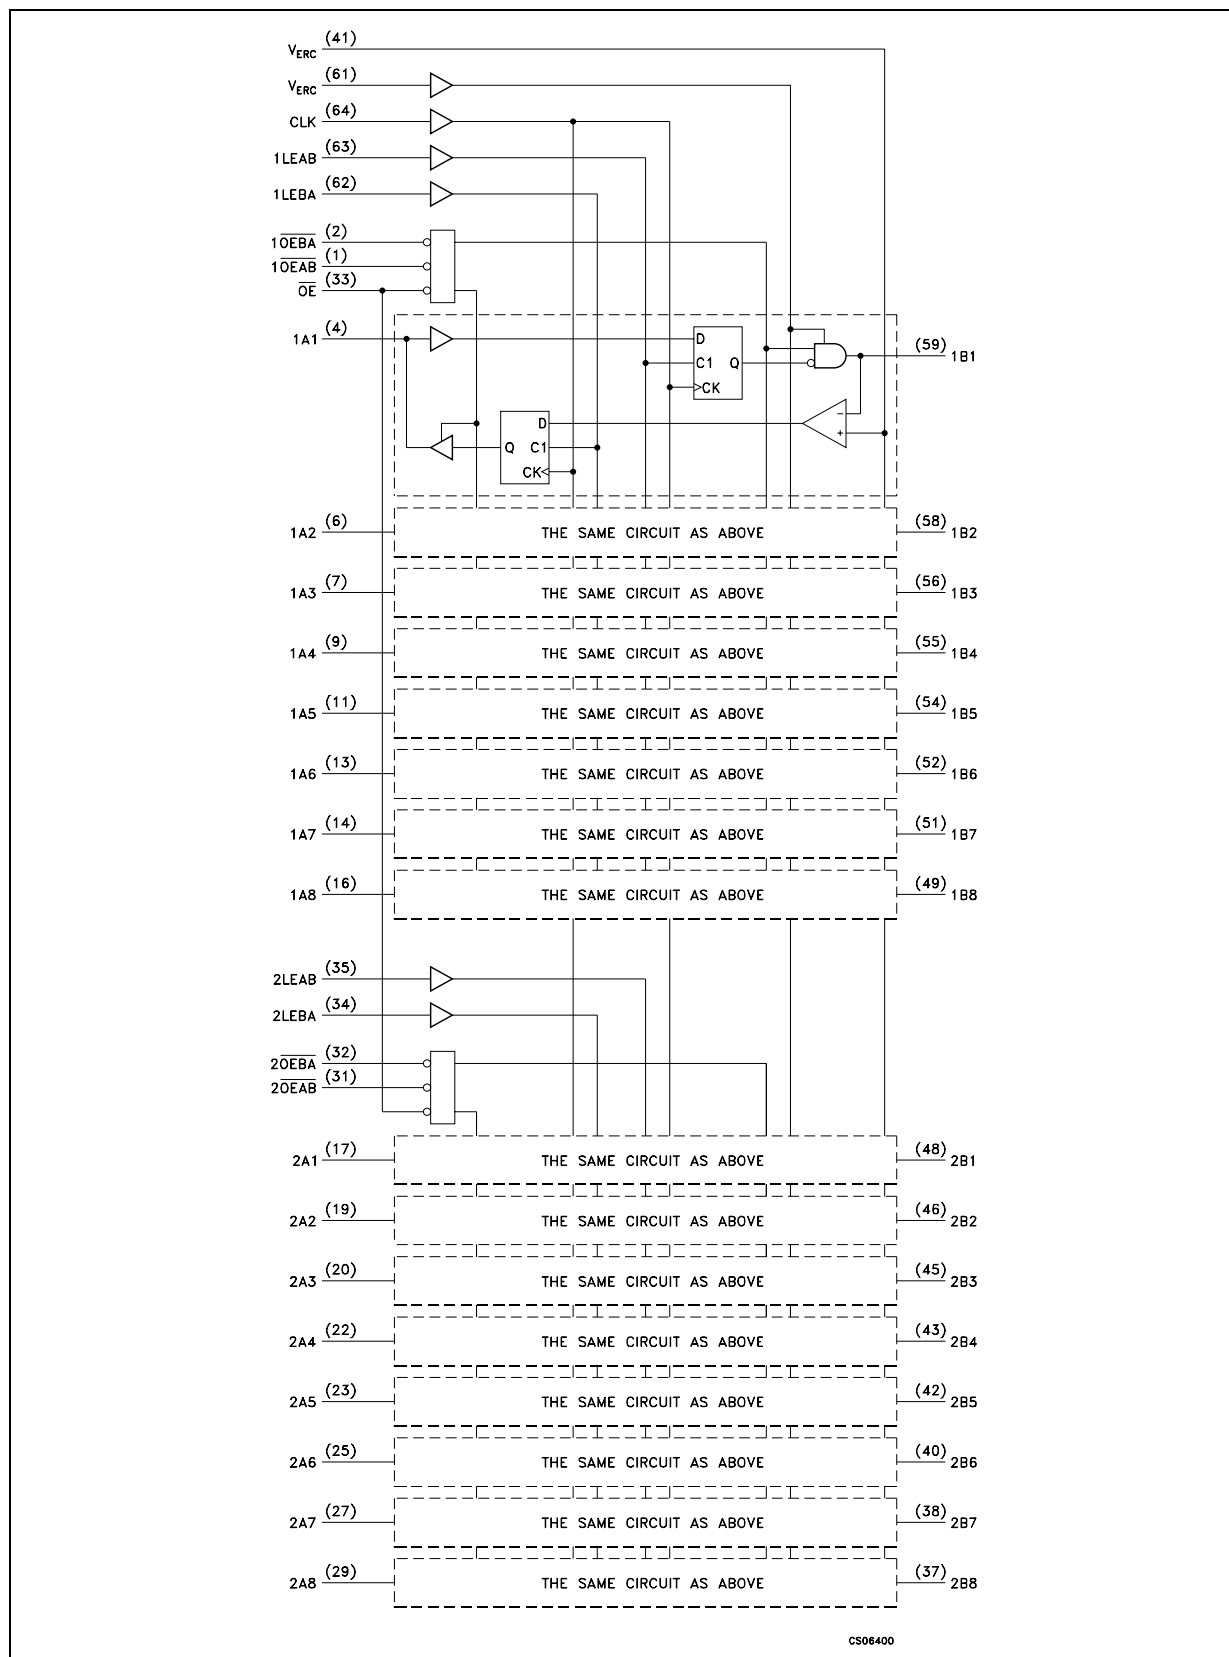 VERC (41)
VERC (61)
CLK (64)
1LEAB (63)
1LEBA (62)
1OEBA (2)
1OEAB (1)
OE (33)
1A1 (4) D C1 Q CK (59) 1B1
- +
D
Q C1
CK
1A2 (6) THE SAME CIRCUIT AS ABOVE (58) 1B2
1A3 (7) THE SAME CIRCUIT AS ABOVE (56) 1B3
1A4 (9) THE SAME CIRCUIT AS ABOVE (55) 1B4
1A5 (11) THE SAME CIRCUIT AS ABOVE (54) 1B5
1A6 (13) THE SAME CIRCUIT AS ABOVE (52) 1B6
1A7 (14) THE SAME CIRCUIT AS ABOVE (51) 1B7
1A8 (16) THE SAME CIRCUIT AS ABOVE (49) 1B8
2LEAB (35)
2LEBA (34)
2OEBA (32)
2OEAB (31)
2A1 (17) THE SAME CIRCUIT AS ABOVE (48) 2B1
2A2 (19) THE SAME CIRCUIT AS ABOVE (46) 2B2
2A3 (20) THE SAME CIRCUIT AS ABOVE (45) 2B3
2A4 (22) THE SAME CIRCUIT AS ABOVE (43) 2B4
2A5 (23) THE SAME CIRCUIT AS ABOVE (42) 2B5
2A6 (25) THE SAME CIRCUIT AS ABOVE (40) 2B6
2A7 (27) THE SAME CIRCUIT AS ABOVE (38) 2B7
2A8 (29) THE SAME CIRCUIT AS ABOVE (37) 2B8
CS06400